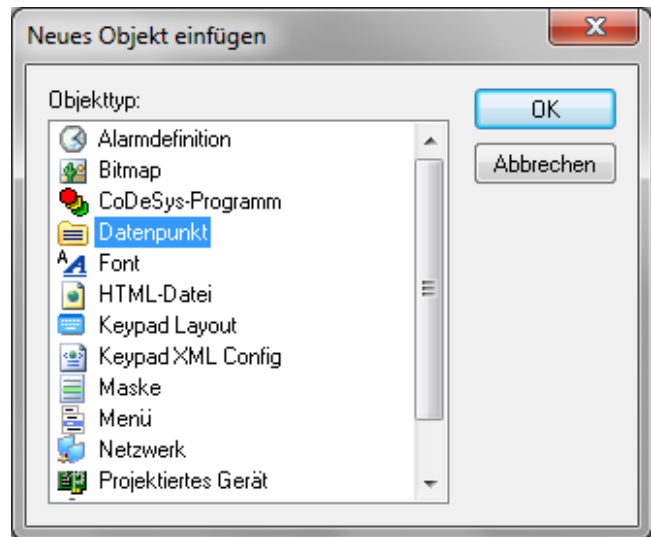 Neues Objekt einfügen
Objekttyp:
Alarmdefinition
Bitmap
CoDeSys-Programm
Datenpunkt
Font
HTML-Datei
Keypad Layout
Keypad XML Config
Maske
Menü
Netzwerk
Projektiertes Gerät
OK
Abbrechen